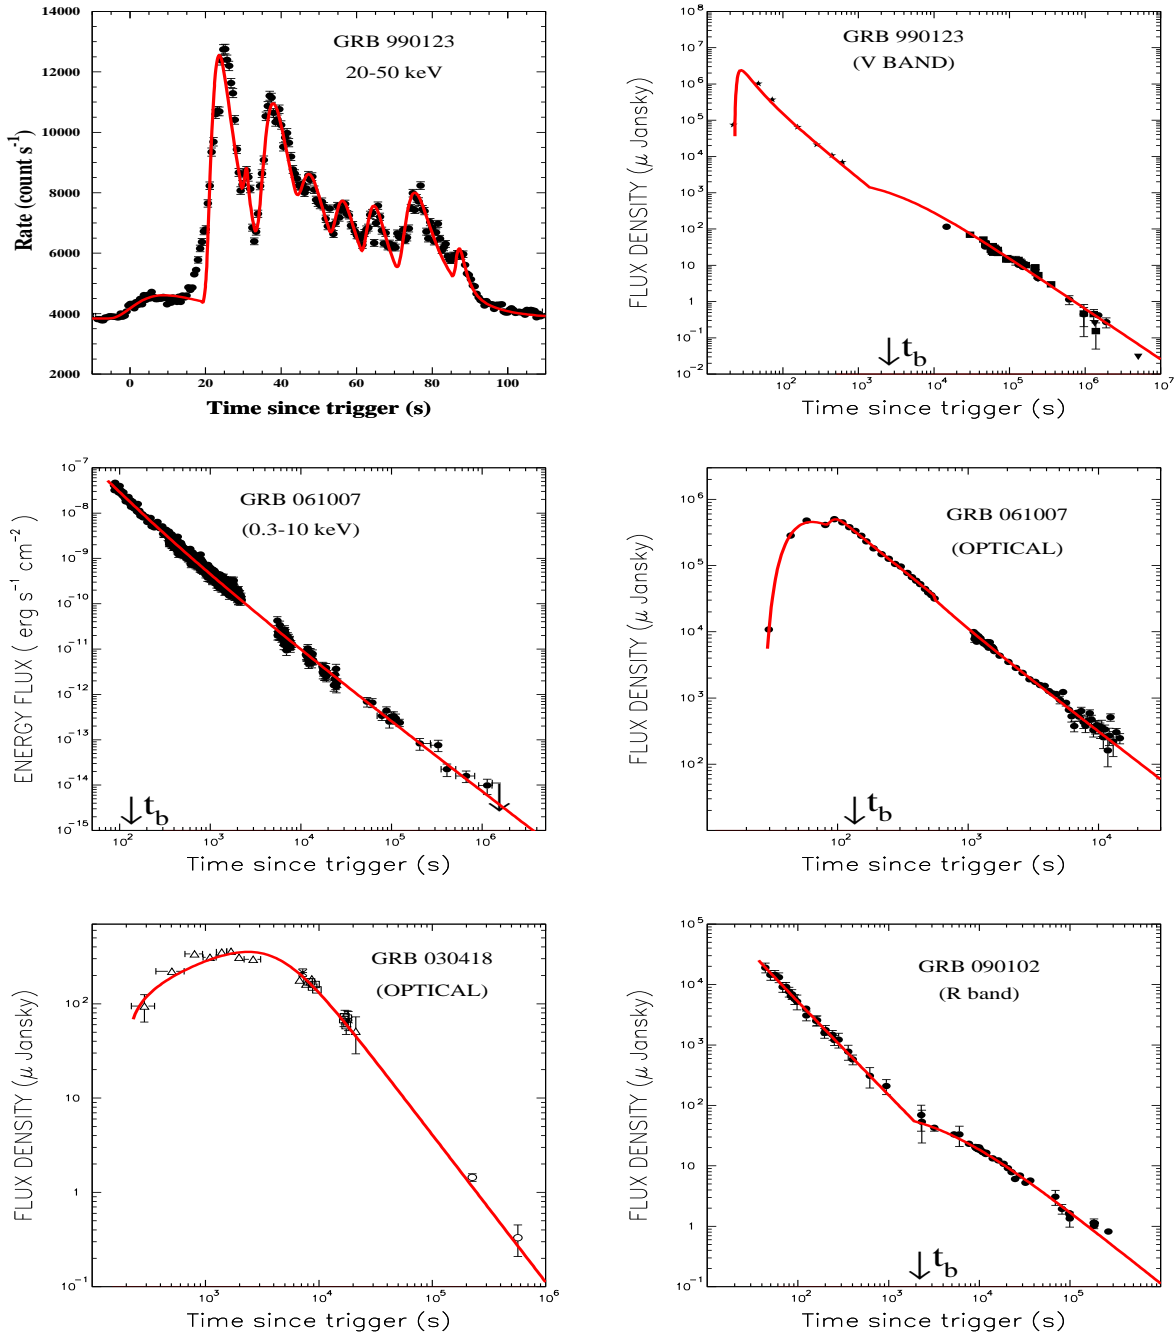 GRB 990123
20-50 keV
14000
12000
10000
8000
6000
4000
2000
Rate (count s⁻¹)
0 20 40 60 80 100
Time since trigger (s)
GRB 990123
(V BAND)
10⁸
10⁷
10⁶
10⁵
10⁴
10³
10²
10
1
10⁻¹
10⁻²
FLUX DENSITY (μ Jansky)
t_b
10² 10³ 10⁴ 10⁵ 10⁶ 10⁷
Time since trigger (s)
GRB 061007
(0.3-10 keV)
10⁻⁷
10⁻⁸
10⁻⁹
10⁻¹⁰
10⁻¹¹
10⁻¹²
10⁻¹³
10⁻¹⁴
10⁻¹⁵
ENERGY FLUX ( erg s⁻¹ cm⁻²)
t_b
10² 10³ 10⁴ 10⁵ 10⁶
Time since trigger (s)
GRB 061007
(OPTICAL)
10⁶
10⁵
10⁴
10³
10²
FLUX DENSITY (μ Jansky)
t_b
10² 10³ 10⁴
Time since trigger (s)
GRB 030418
(OPTICAL)
10²
10
1
10⁻¹
FLUX DENSITY (μ Jansky)
10³ 10⁴ 10⁵ 10⁶
Time since trigger (s)
GRB 090102
(R band)
10⁵
10⁴
10³
10²
10
1
10⁻¹
FLUX DENSITY (μ Jansky)
t_b
10² 10³ 10⁴ 10⁵
Time since trigger (s)